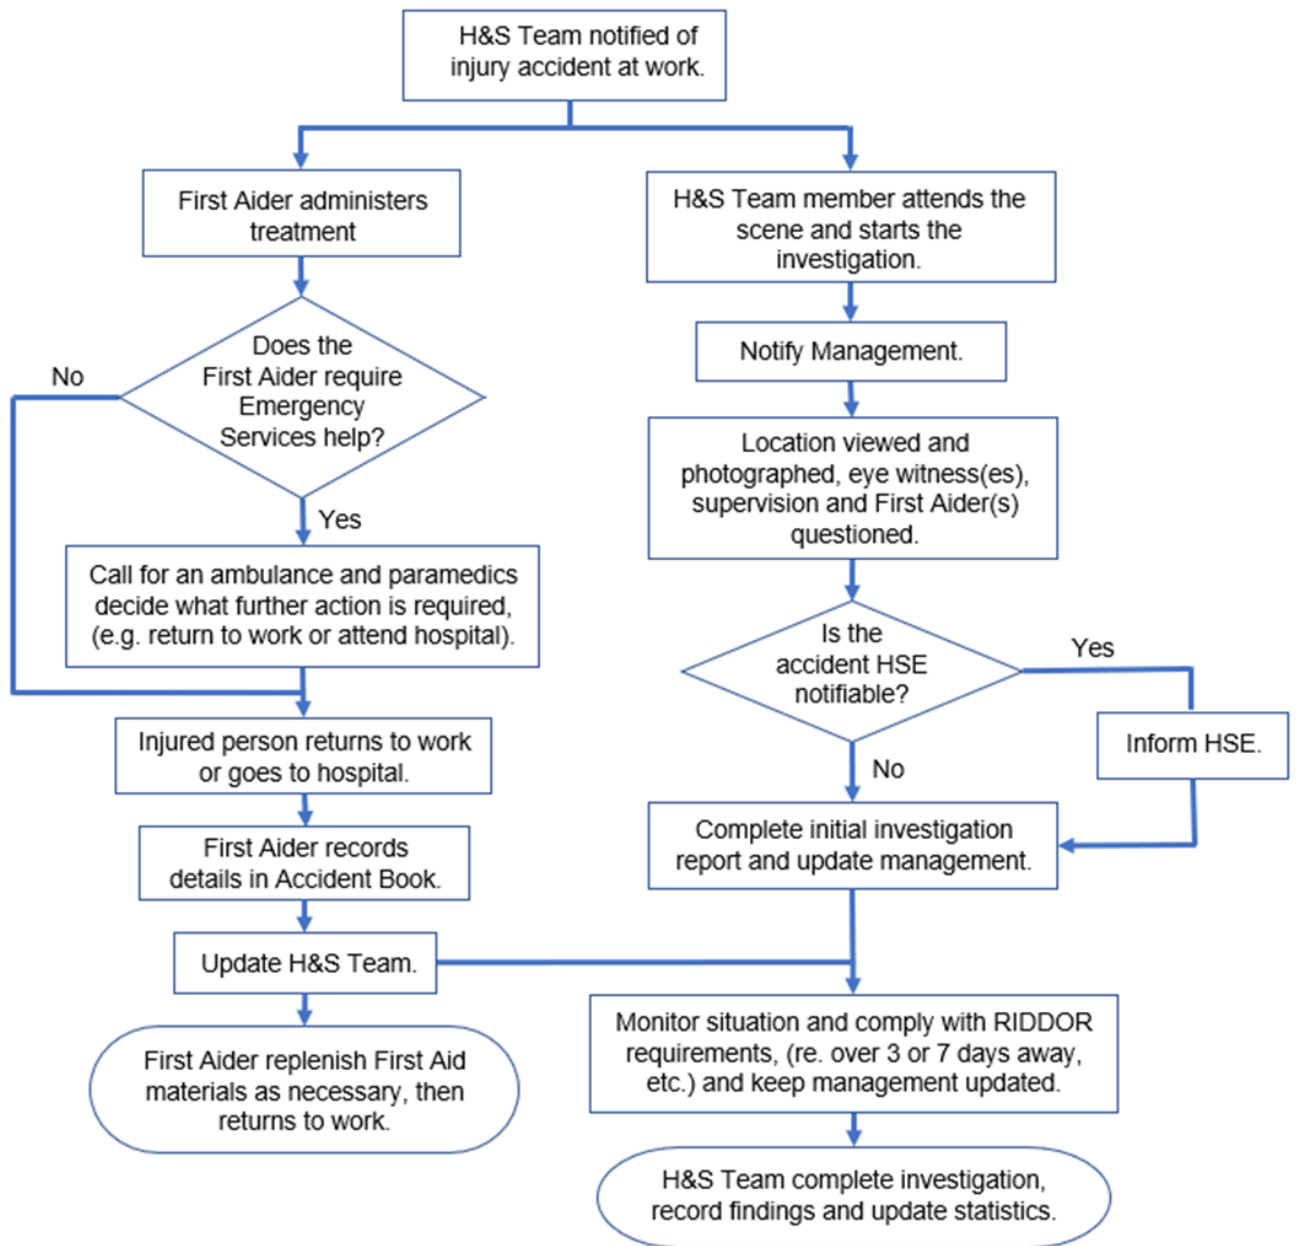 H&S Team notified of
injury accident at work.
First Aider administers
treatment
Does the
First Aider require
Emergency
Services help?
No
Yes
Call for an ambulance and paramedics
decide what further action is required,
(e.g. return to work or attend hospital).
Injured person returns to work
or goes to hospital.
First Aider records
details in Accident Book.
Update H&S Team.
First Aider replenish First Aid
materials as necessary, then
returns to work.
H&S Team member attends the
scene and starts the
investigation.
Notify Management.
Location viewed and
photographed, eye witness(es),
supervision and First Aider(s)
questioned.
Is the
accident HSE
notifiable?
Yes
Inform HSE.
No
Complete initial investigation
report and update management.
Monitor situation and comply with RIDDOR
requirements, (re. over 3 or 7 days away,
etc.) and keep management updated.
H&S Team complete investigation,
record findings and update statistics.